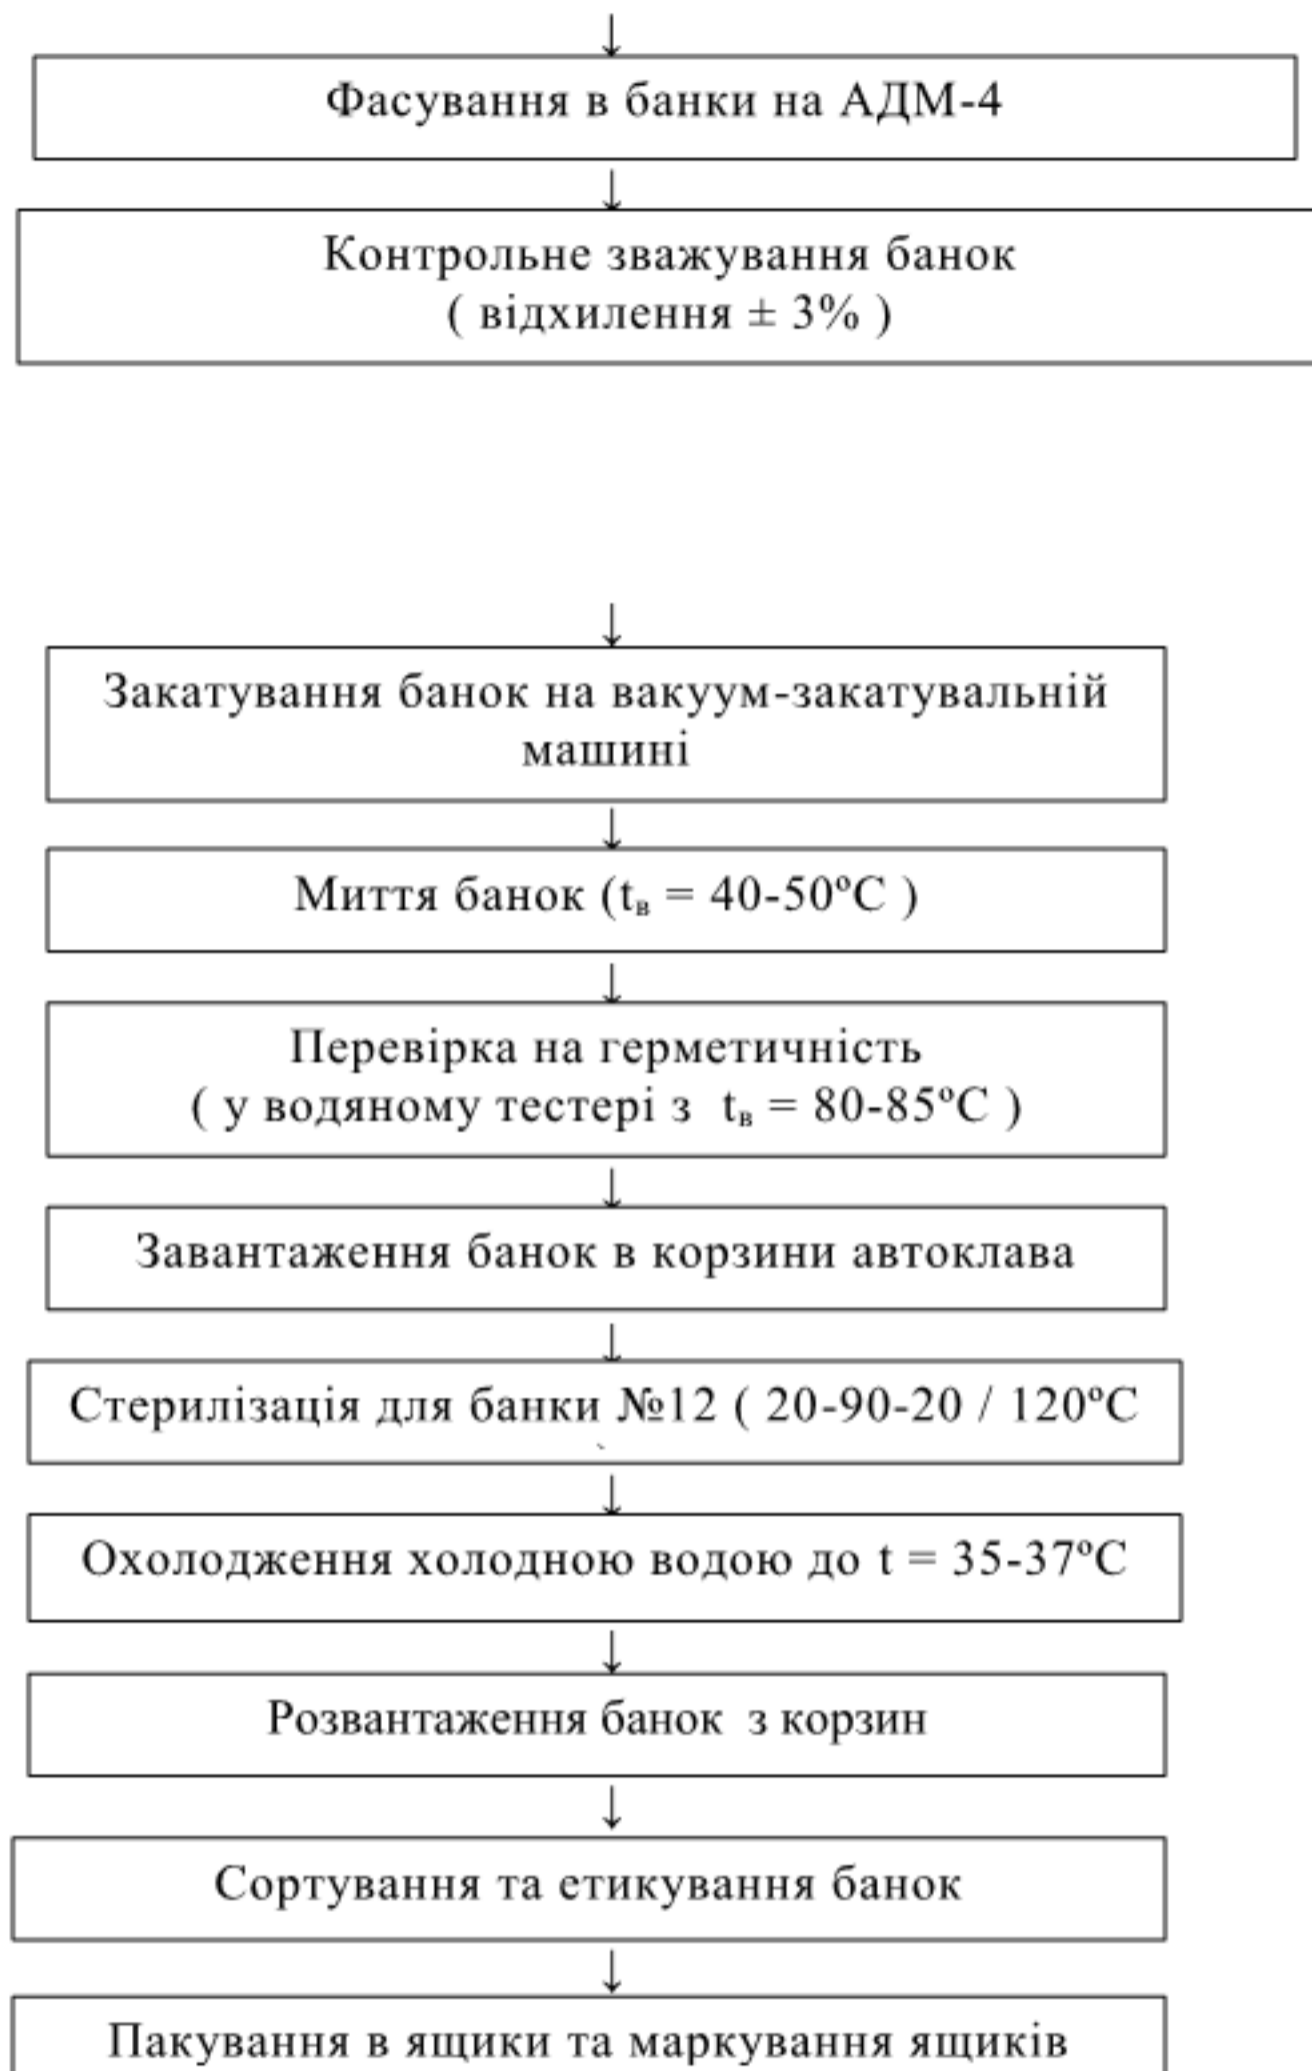 Фасування в банки на АДМ-4
Контрольне зважування банок
( відхилення ± 3% )
Закатування банок на вакуум-закатувальній
машині
Миття банок (tв = 40-50ºС )
Перевірка на герметичність
( у водяному тестері з tв = 80-85ºС )
Завантаження банок в корзини автоклава
Стерилізація для банки №12 ( 20-90-20 / 120ºС
Охолодження холодною водою до t = 35-37ºС
Розвантаження банок з корзин
Сортування та етикування банок
Пакування в ящики та маркування ящиків